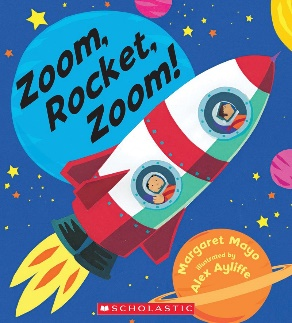 Zoom,
Rocket,
Zoom!
Margaret Mayo
illustrated by
Alex Ayliffe
SCHOLASTIC